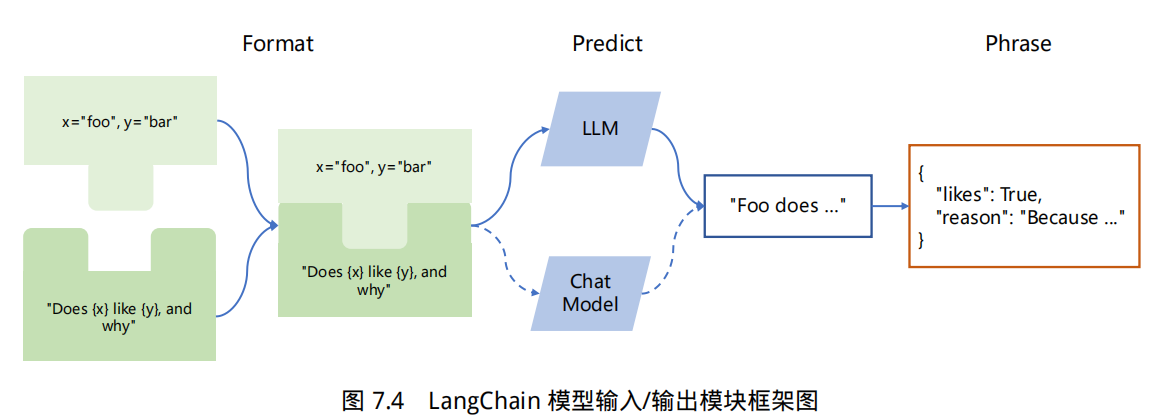 Format
Predict
Phrase
x="foo", y="bar"
"Does {x} like {y}, and
why"
x="foo", y="bar"
"Does {x} like {y}, and
why"
LLM
Chat
Model
"Foo does ..."
{
"likes": True,
"reason": "Because ..."
}
图 7.4 LangChain 模型输入/输出模块框架图